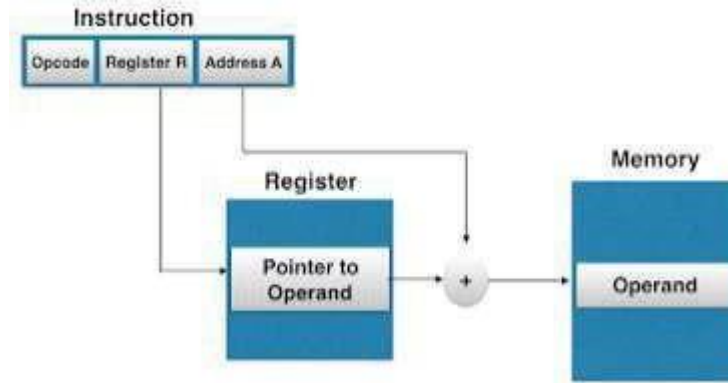 Instruction
Opcode Register R Address A
Register
Memory
Pointer to
Operand
+
Operand